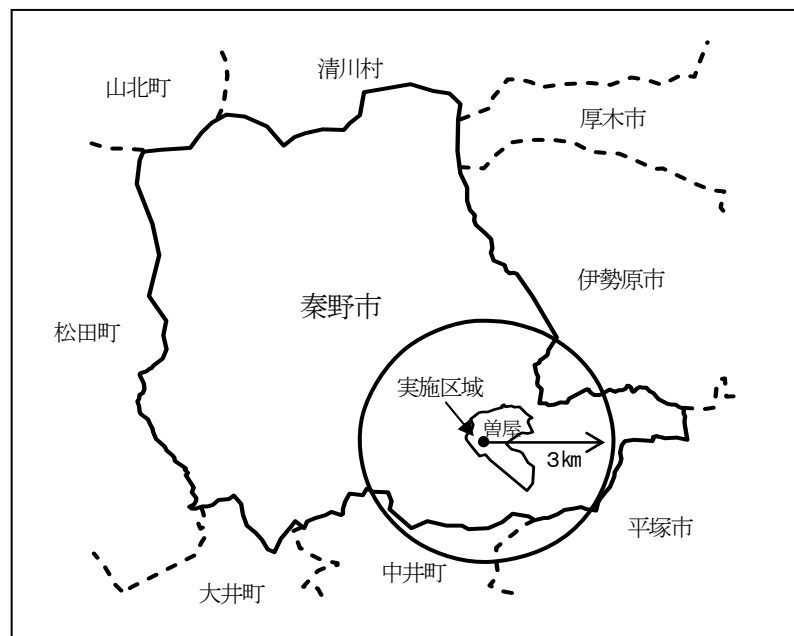 清川村
山北町
厚木市
伊勢原市
秦野市
松田町
実施区域
曽屋
3km
平塚市
中井町
大井町